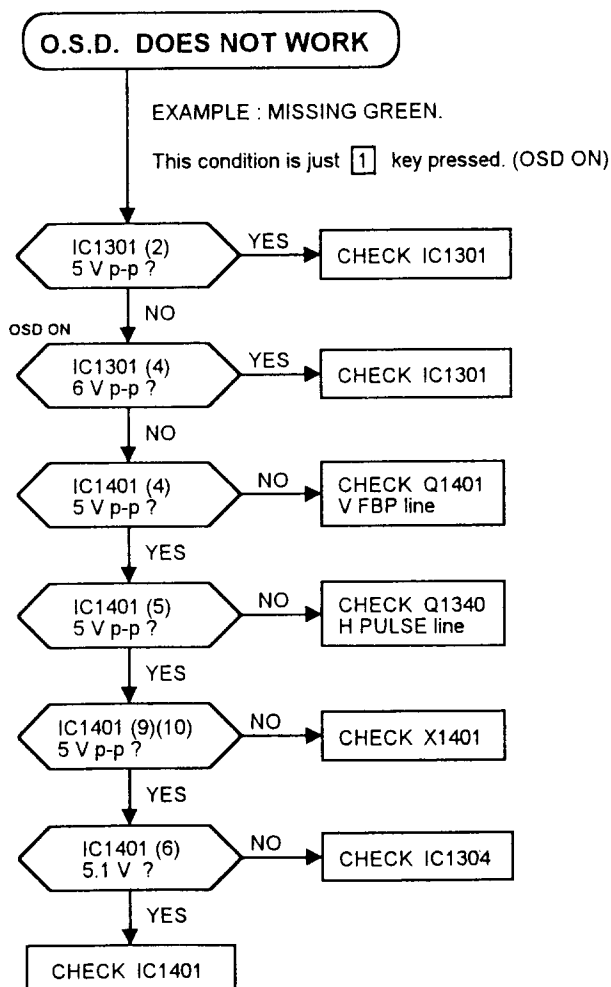 O.S.D. DOES NOT WORK
EXAMPLE : MISSING GREEN.
This condition is just 1 key pressed. (OSD ON)
IC1301 (2)
5 V p-p ?
YES
CHECK IC1301
NO
OSD ON
IC1301 (4)
6 V p-p ?
YES
CHECK IC1301
NO
IC1401 (4)
5 V p-p ?
NO
CHECK Q1401
V FBP line
YES
IC1401 (5)
5 V p-p ?
NO
CHECK Q1340
H PULSE line
YES
IC1401 (9)(10)
5 V p-p ?
NO
CHECK X1401
YES
IC1401 (6)
5.1 V ?
NO
CHECK IC1304
YES
CHECK IC1401